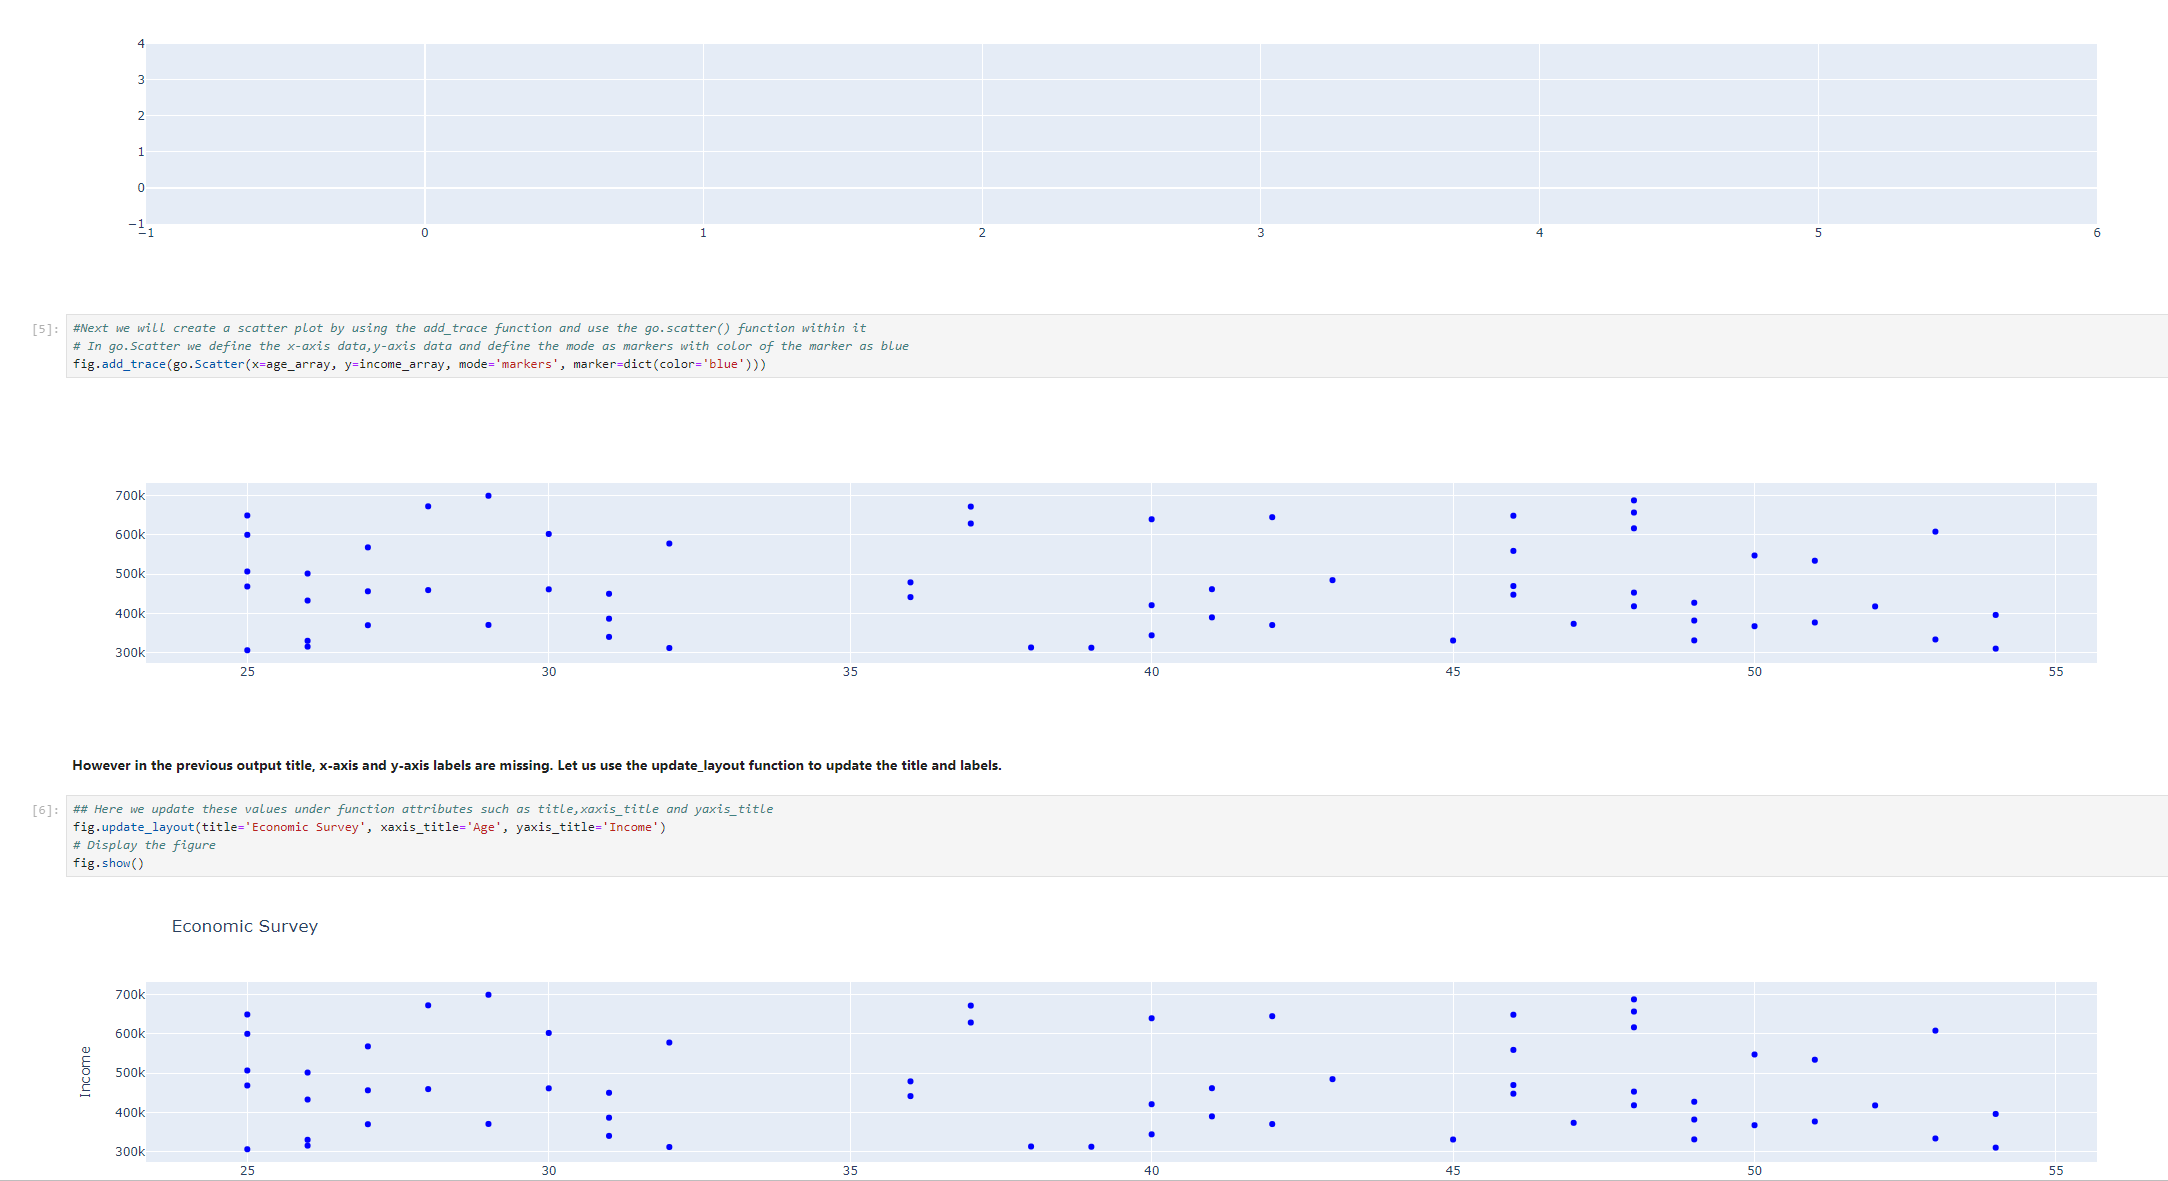 4
3
2
1
0
−1
−1 0 1 2 3 4 5 6
[5]: #Next we will create a scatter plot by using the add_trace function and use the go.scatter() function within it
# In go.Scatter we define the x-axis data,y-axis data and define the mode as markers with color of the marker as blue
fig.add_trace(go.Scatter(x=age_array, y=income_array, mode='markers', marker=dict(color='blue')))
700k
600k
500k
400k
300k
25 30 35 40 45 50 55
However in the previous output title, x-axis and y-axis labels are missing. Let us use the update_layout function to update the title and labels.
[6]: ## Here we update these values under function attributes such as title,xaxis_title and yaxis_title
fig.update_layout(title='Economic Survey', xaxis_title='Age', yaxis_title='Income')
# Display the figure
fig.show()
Economic Survey
Income
700k
600k
500k
400k
300k
25 30 35 40 45 50 55